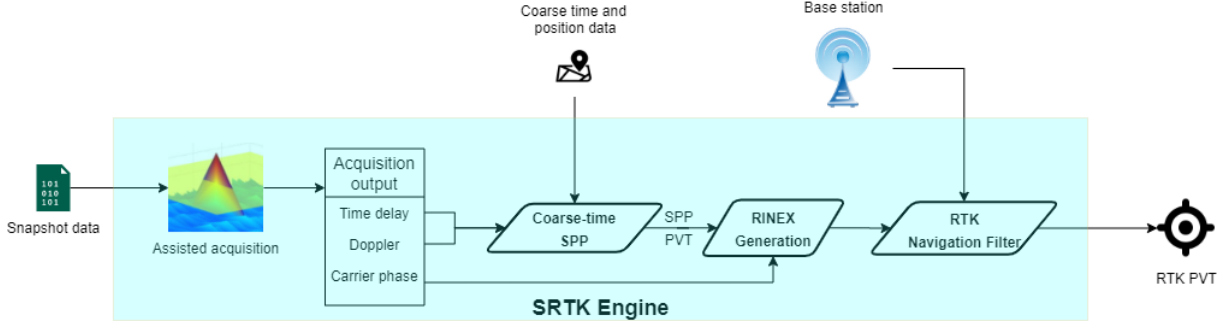 Coarse time and
position data
Base station
101
010
101
Snapshot data
Assisted acquisition
Acquisition
output
Time delay
Doppler
Carrier phase
Coarse-time
SPP
SPP
PVT
RINEX
Generation
RTK
Navigation Filter
RTK PVT
SRTK Engine